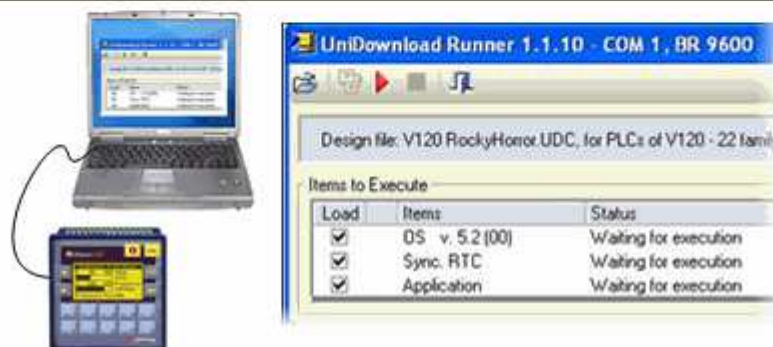 UniDownload Runner 1.1.10 - COM 1, BR 9600
Design file: V120 RockyHorror.UDC, for PLCs of V120 - 22 family
Items to Execute
Load Items Status
OS v. 5.2 (00) Waiting for execution
Sync. RTC Waiting for execution
Application Waiting for execution